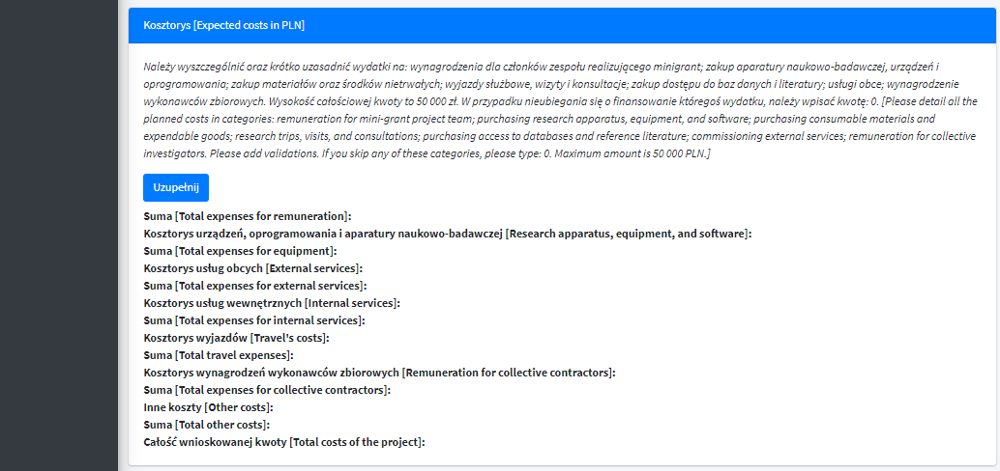 Kosztorys [Expected costs in PLN]
Należy wyszczególnić oraz krótko uzasadnić wydatki na: wynagrodzenia dla członków zespołu realizującego minigrant; zakup aparatury naukowo-badawczej, urządzeń i
oprogramowania; zakup materiałów oraz środków nietrwałych; wyjazdy służbowe, wizyty i konsultacje; zakup dostępu do baz danych i literatury; usługi obce; wynagrodzenie
wykonawców zbiorowych. Wysokość całościowej kwoty to 50 000 zł. W przypadku nieubiegania się o finansowanie któregoś wydatku, należy wpisać kwotę: 0. [Please detail all the
planned costs in categories: remuneration for mini-grant project team; purchasing research apparatus, equipment, and software; purchasing consumable materials and
expendable goods; research trips, visits, and consultations; purchasing access to databases and reference literature; commissioning external services; remuneration for collective
investigators. Please add validations. If you skip any of these categories, please type: 0. Maximum amount is 50 000 PLN.]
Uzupełnij
Suma [Total expenses for remuneration]:
Kosztorys urządzeń, oprogramowania i aparatury naukowo-badawczej [Research apparatus, equipment, and software]:
Suma [Total expenses for equipment]:
Kosztorys usług obcych [External services]:
Suma [Total expenses for external services]:
Kosztorys usług wewnętrznych [Internal services]:
Suma [Total expenses for internal services]:
Kosztorys wyjazdów [Travel's costs]:
Suma [Total travel expenses]:
Kosztorys wynagrodzeń wykonawców zbiorowych [Remuneration for collective contractors]:
Suma [Total expenses for collective contractors]:
Inne koszty [Other costs]:
Suma [Total other costs]:
Całość wnioskowanej kwoty [Total costs of the project]: